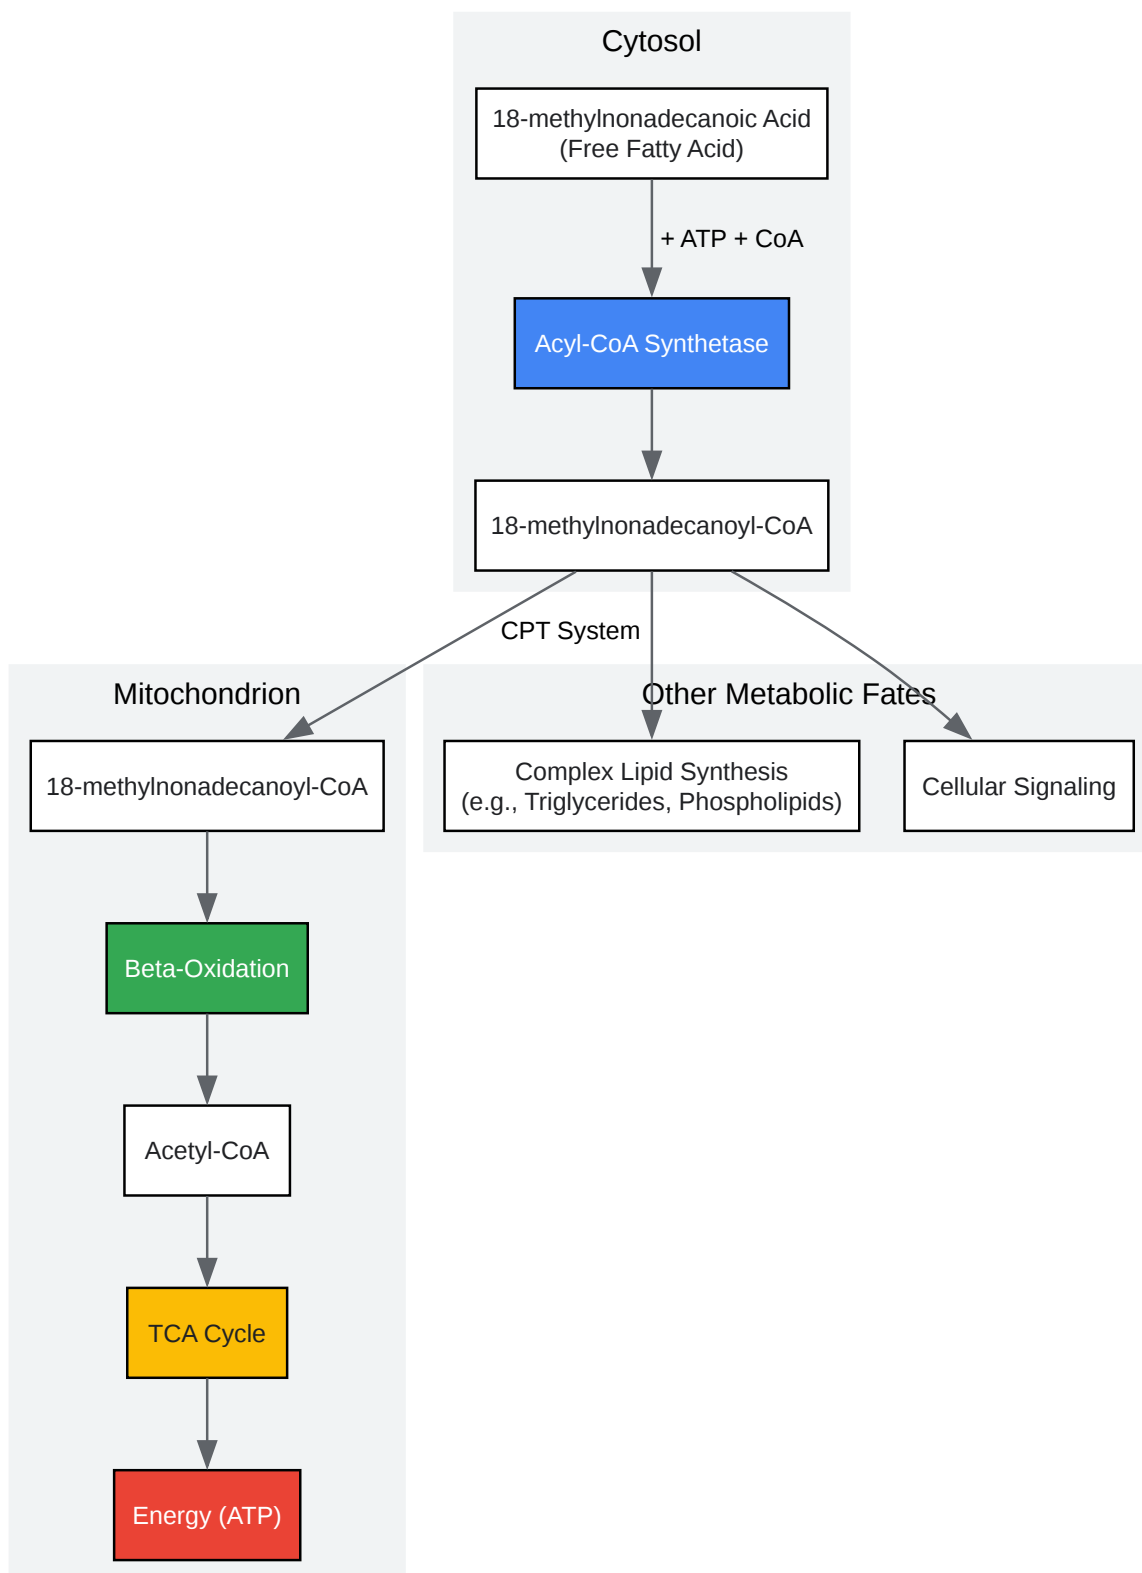 Cytosol
18-methylnonadecanoic Acid
(Free Fatty Acid)
+ ATP + CoA
Acyl-CoA Synthetase
18-methylnonadecanoyl-CoA
CPT System
Mitochondrion
Other Metabolic Fates
18-methylnonadecanoyl-CoA
Complex Lipid Synthesis
(e.g., Triglycerides, Phospholipids)
Cellular Signaling
Beta-Oxidation
Acetyl-CoA
TCA Cycle
Energy (ATP)